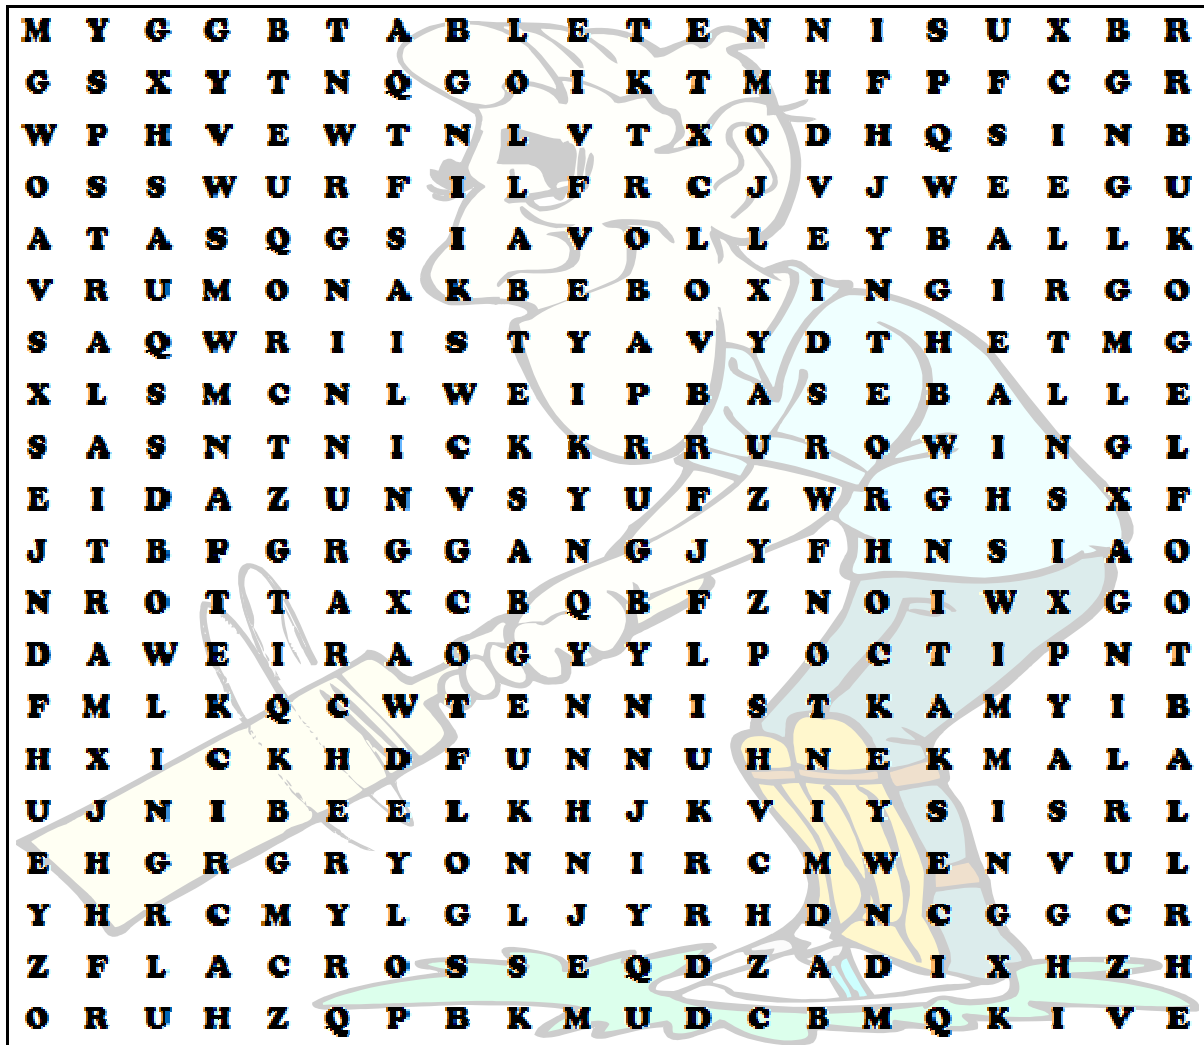 M Y G G B T A B L E T E N N I S U X B R
G S X Y T N Q G O I K T M H F P F C G R
W P H V E W T N L V T X O D H Q S I N B
O S S W U R F I L F R C J V J W E E G U
A T A S Q G S I A V O L L E Y B A L L K
V R U M O N A K B E B O X I N G I R G O
S A Q W R I I S T Y A V Y D T H E T M G
X L S M C N L W E I P B A S E B A L L E
S A S N T N I C K K R R U R O W I N G L
E I D A Z U N V S Y U F Z W R G H S X F
J T B P G R G G A N G J Y F H N S I A O
N R O T T A X C B Q B F Z N O I W X G O
D A W E I R A O G Y Y L P O C T I P N T
F M L K Q C W T E N N I S T K A M Y I B
H X I C K H D F U N N U H N E K M A L A
U J N I B E E L K H J K V I Y S I S R L
E H G R G R Y O N N I R C M W E N V U L
Y H R C M Y L G L J Y R H D N C G G C R
Z F L A C R O S S E Q D Z A D I X H Z H
O R U H Z Q P B K M U D C B M Q K I V E